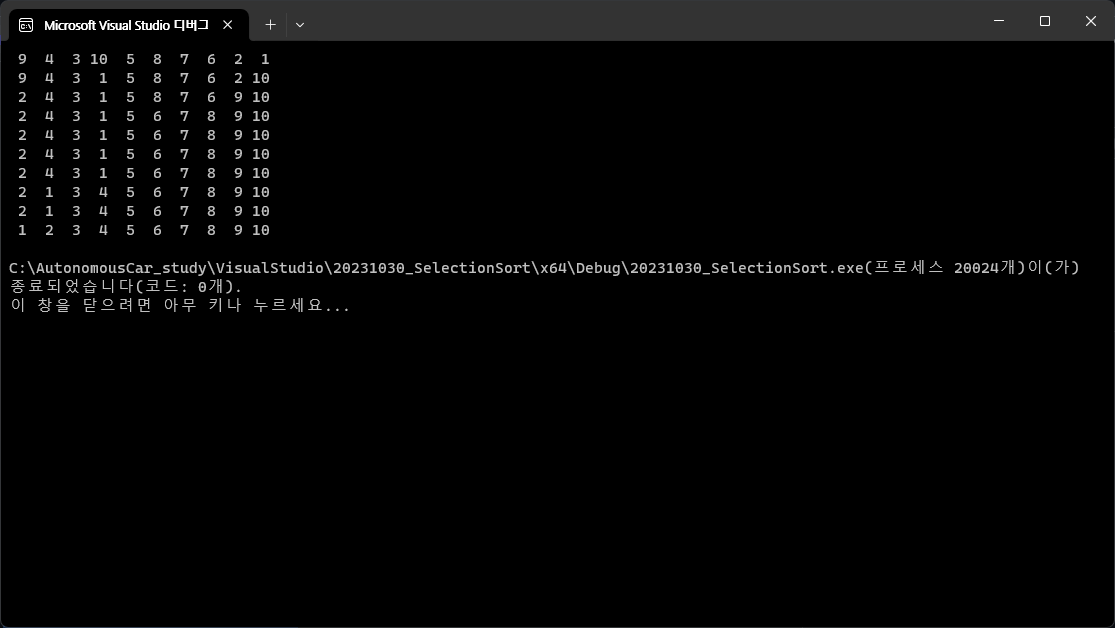 Microsoft Visual Studio 디버그
9 4 3 10 5 8 7 6 2 1
9 4 3 1 5 8 7 6 2 10
2 4 3 1 5 8 7 6 9 10
2 4 3 1 5 6 7 8 9 10
2 4 3 1 5 6 7 8 9 10
2 4 3 1 5 6 7 8 9 10
2 4 3 1 5 6 7 8 9 10
2 1 3 4 5 6 7 8 9 10
2 1 3 4 5 6 7 8 9 10
1 2 3 4 5 6 7 8 9 10
C:\AutonomousCar_study\VisualStudio\20231030_SelectionSort\x64\Debug\20231030_SelectionSort.exe(프로세스 20024개)이(가)
종료되었습니다(코드: 0개).
이 창을 닫으려면 아무 키나 누르세요...